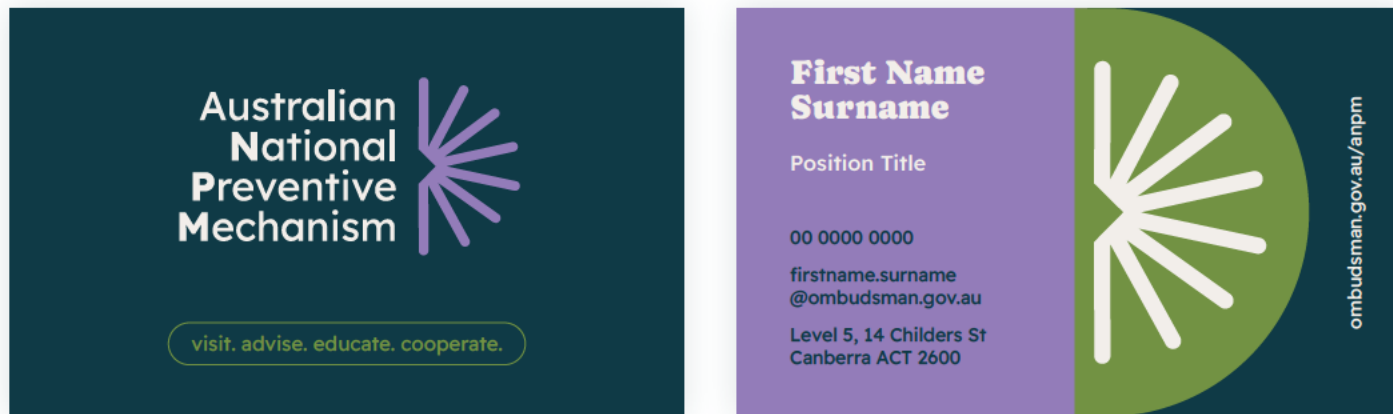 Australian
National
Preventive
Mechanism
visit. advise. educate. cooperate.
First Name
Surname
Position Title
00 0000 0000
firstname.surname
@ombudsman.gov.au
Level 5, 14 Childers St
Canberra ACT 2600
ombudsman.gov.au/anpm